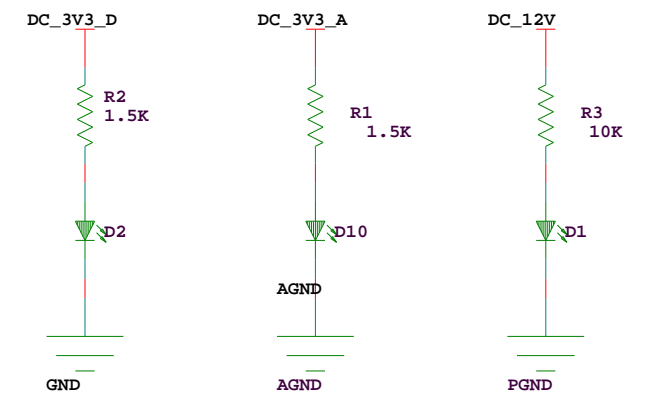 DC_3V3_D
R2
1.5K
D2
GND
DC_3V3_A
R1
1.5K
D10
AGND
AGND
DC_12V
R3
10K
D1
PGND